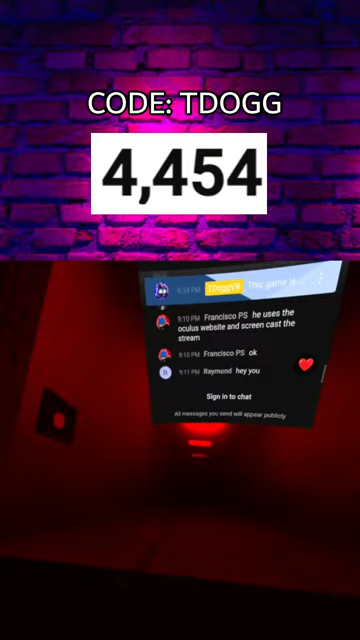 CODE: TDOGG
4,454
8:34 PM TDoggVR This game is
9:10 PM Francisco PS he uses the
oculus website and screen cast the
stream
9:10 PM Francisco PS ok
R 9:11 PM Raymond hey you
Sign in to chat
All messages you send will appear publicly